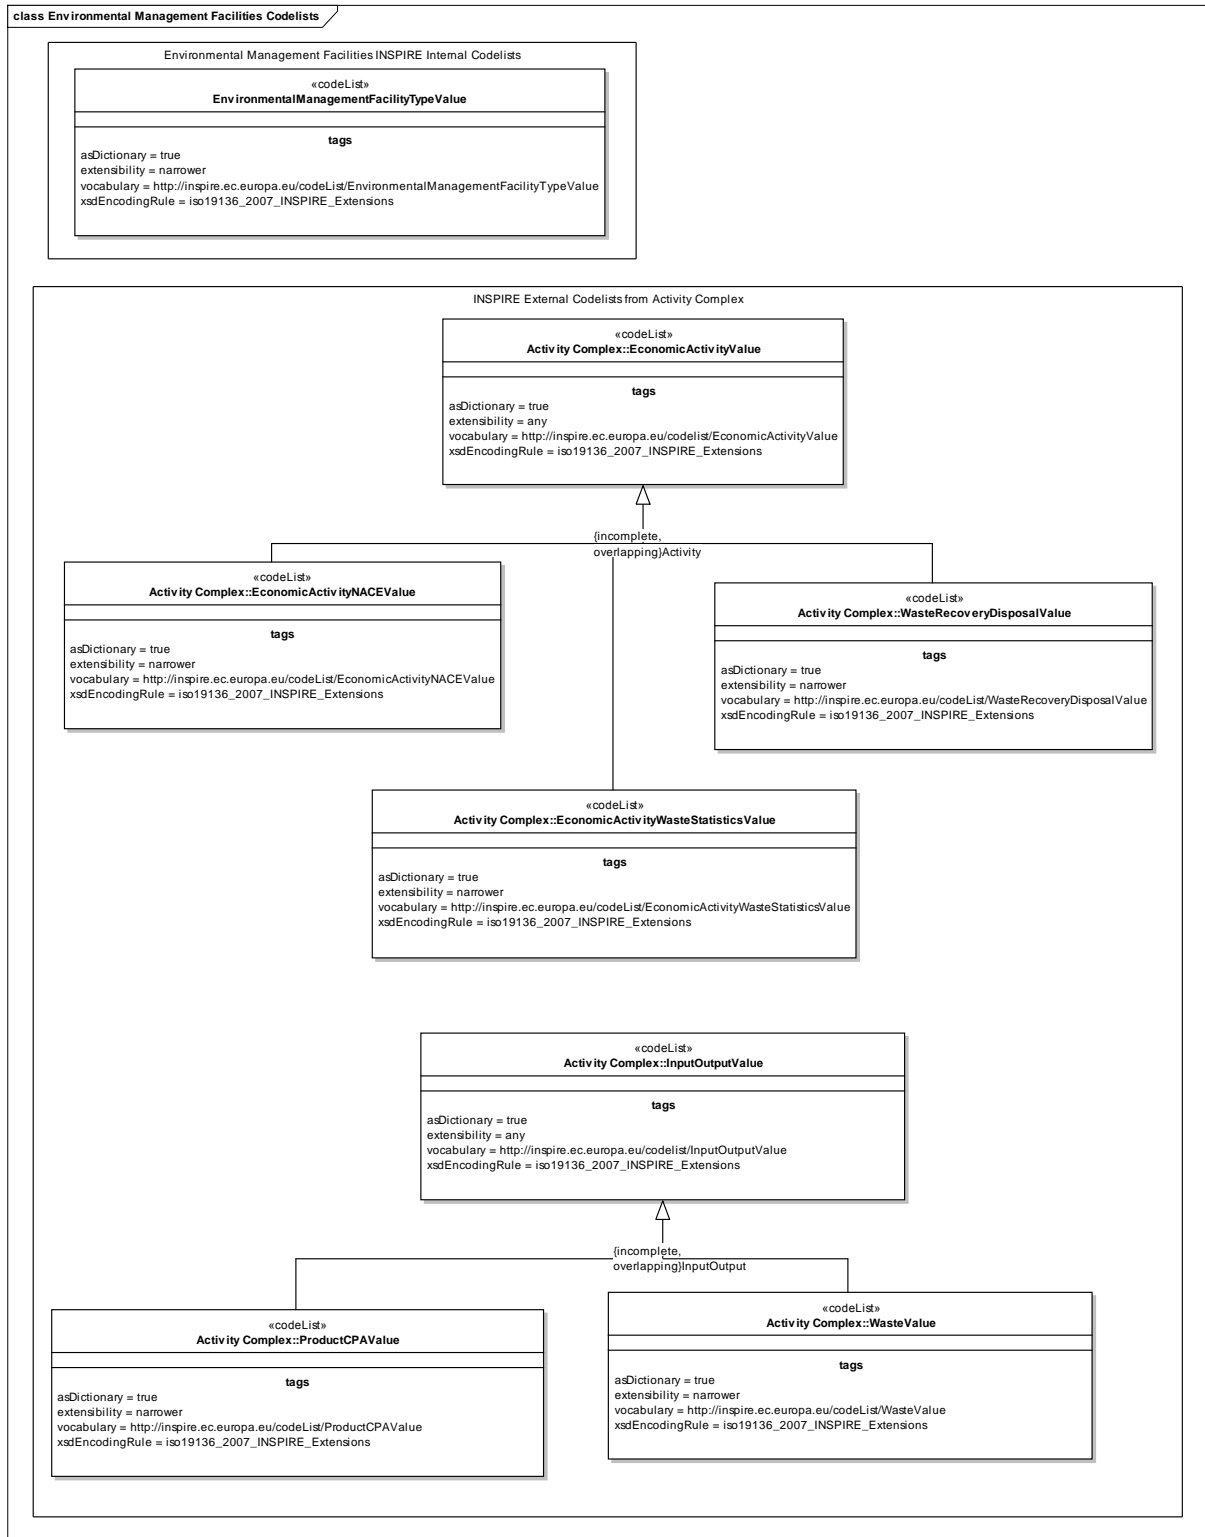 class Environmental Management Facilities Codelists
Environmental Management Facilities INSPIRE Internal Codelists
«codeList»
EnvironmentalManagementFacilityTypeValue
tags
asDictionary = true
extensibility = narrower
vocabulary = http://inspire.ec.europa.eu/codeList/EnvironmentalManagementFacilityTypeValue
xsdEncodingRule = iso19136_2007_INSPIRE_Extensions
INSPIRE External Codelists from Activity Complex
«codeList»
Activity Complex::EconomicActivityValue
tags
asDictionary = true
extensibility = any
vocabulary = http://inspire.ec.europa.eu/codelist/EconomicActivityValue
xsdEncodingRule = iso19136_2007_INSPIRE_Extensions
{incomplete,
overlapping}Activity
«codeList»
Activity Complex::EconomicActivityNACEValue
tags
asDictionary = true
extensibility = narrower
vocabulary = http://inspire.ec.europa.eu/codeList/EconomicActivityNACEValue
xsdEncodingRule = iso19136_2007_INSPIRE_Extensions
«codeList»
Activity Complex::WasteRecoveryDisposalValue
tags
asDictionary = true
extensibility = narrower
vocabulary = http://inspire.ec.europa.eu/codeList/WasteRecoveryDisposalValue
xsdEncodingRule = iso19136_2007_INSPIRE_Extensions
«codeList»
Activity Complex::EconomicActivityWasteStatisticsValue
tags
asDictionary = true
extensibility = narrower
vocabulary = http://inspire.ec.europa.eu/codeList/EconomicActivityWasteStatisticsValue
xsdEncodingRule = iso19136_2007_INSPIRE_Extensions
«codeList»
Activity Complex::InputOutputValue
tags
asDictionary = true
extensibility = any
vocabulary = http://inspire.ec.europa.eu/codelist/InputOutputValue
xsdEncodingRule = iso19136_2007_INSPIRE_Extensions
{incomplete,
overlapping}InputOutput
«codeList»
Activity Complex::ProductCPAValue
tags
asDictionary = true
extensibility = narrower
vocabulary = http://inspire.ec.europa.eu/codeList/ProductCPAValue
xsdEncodingRule = iso19136_2007_INSPIRE_Extensions
«codeList»
Activity Complex::WasteValue
tags
asDictionary = true
extensibility = narrower
vocabulary = http://inspire.ec.europa.eu/codeList/WasteValue
xsdEncodingRule = iso19136_2007_INSPIRE_Extensions